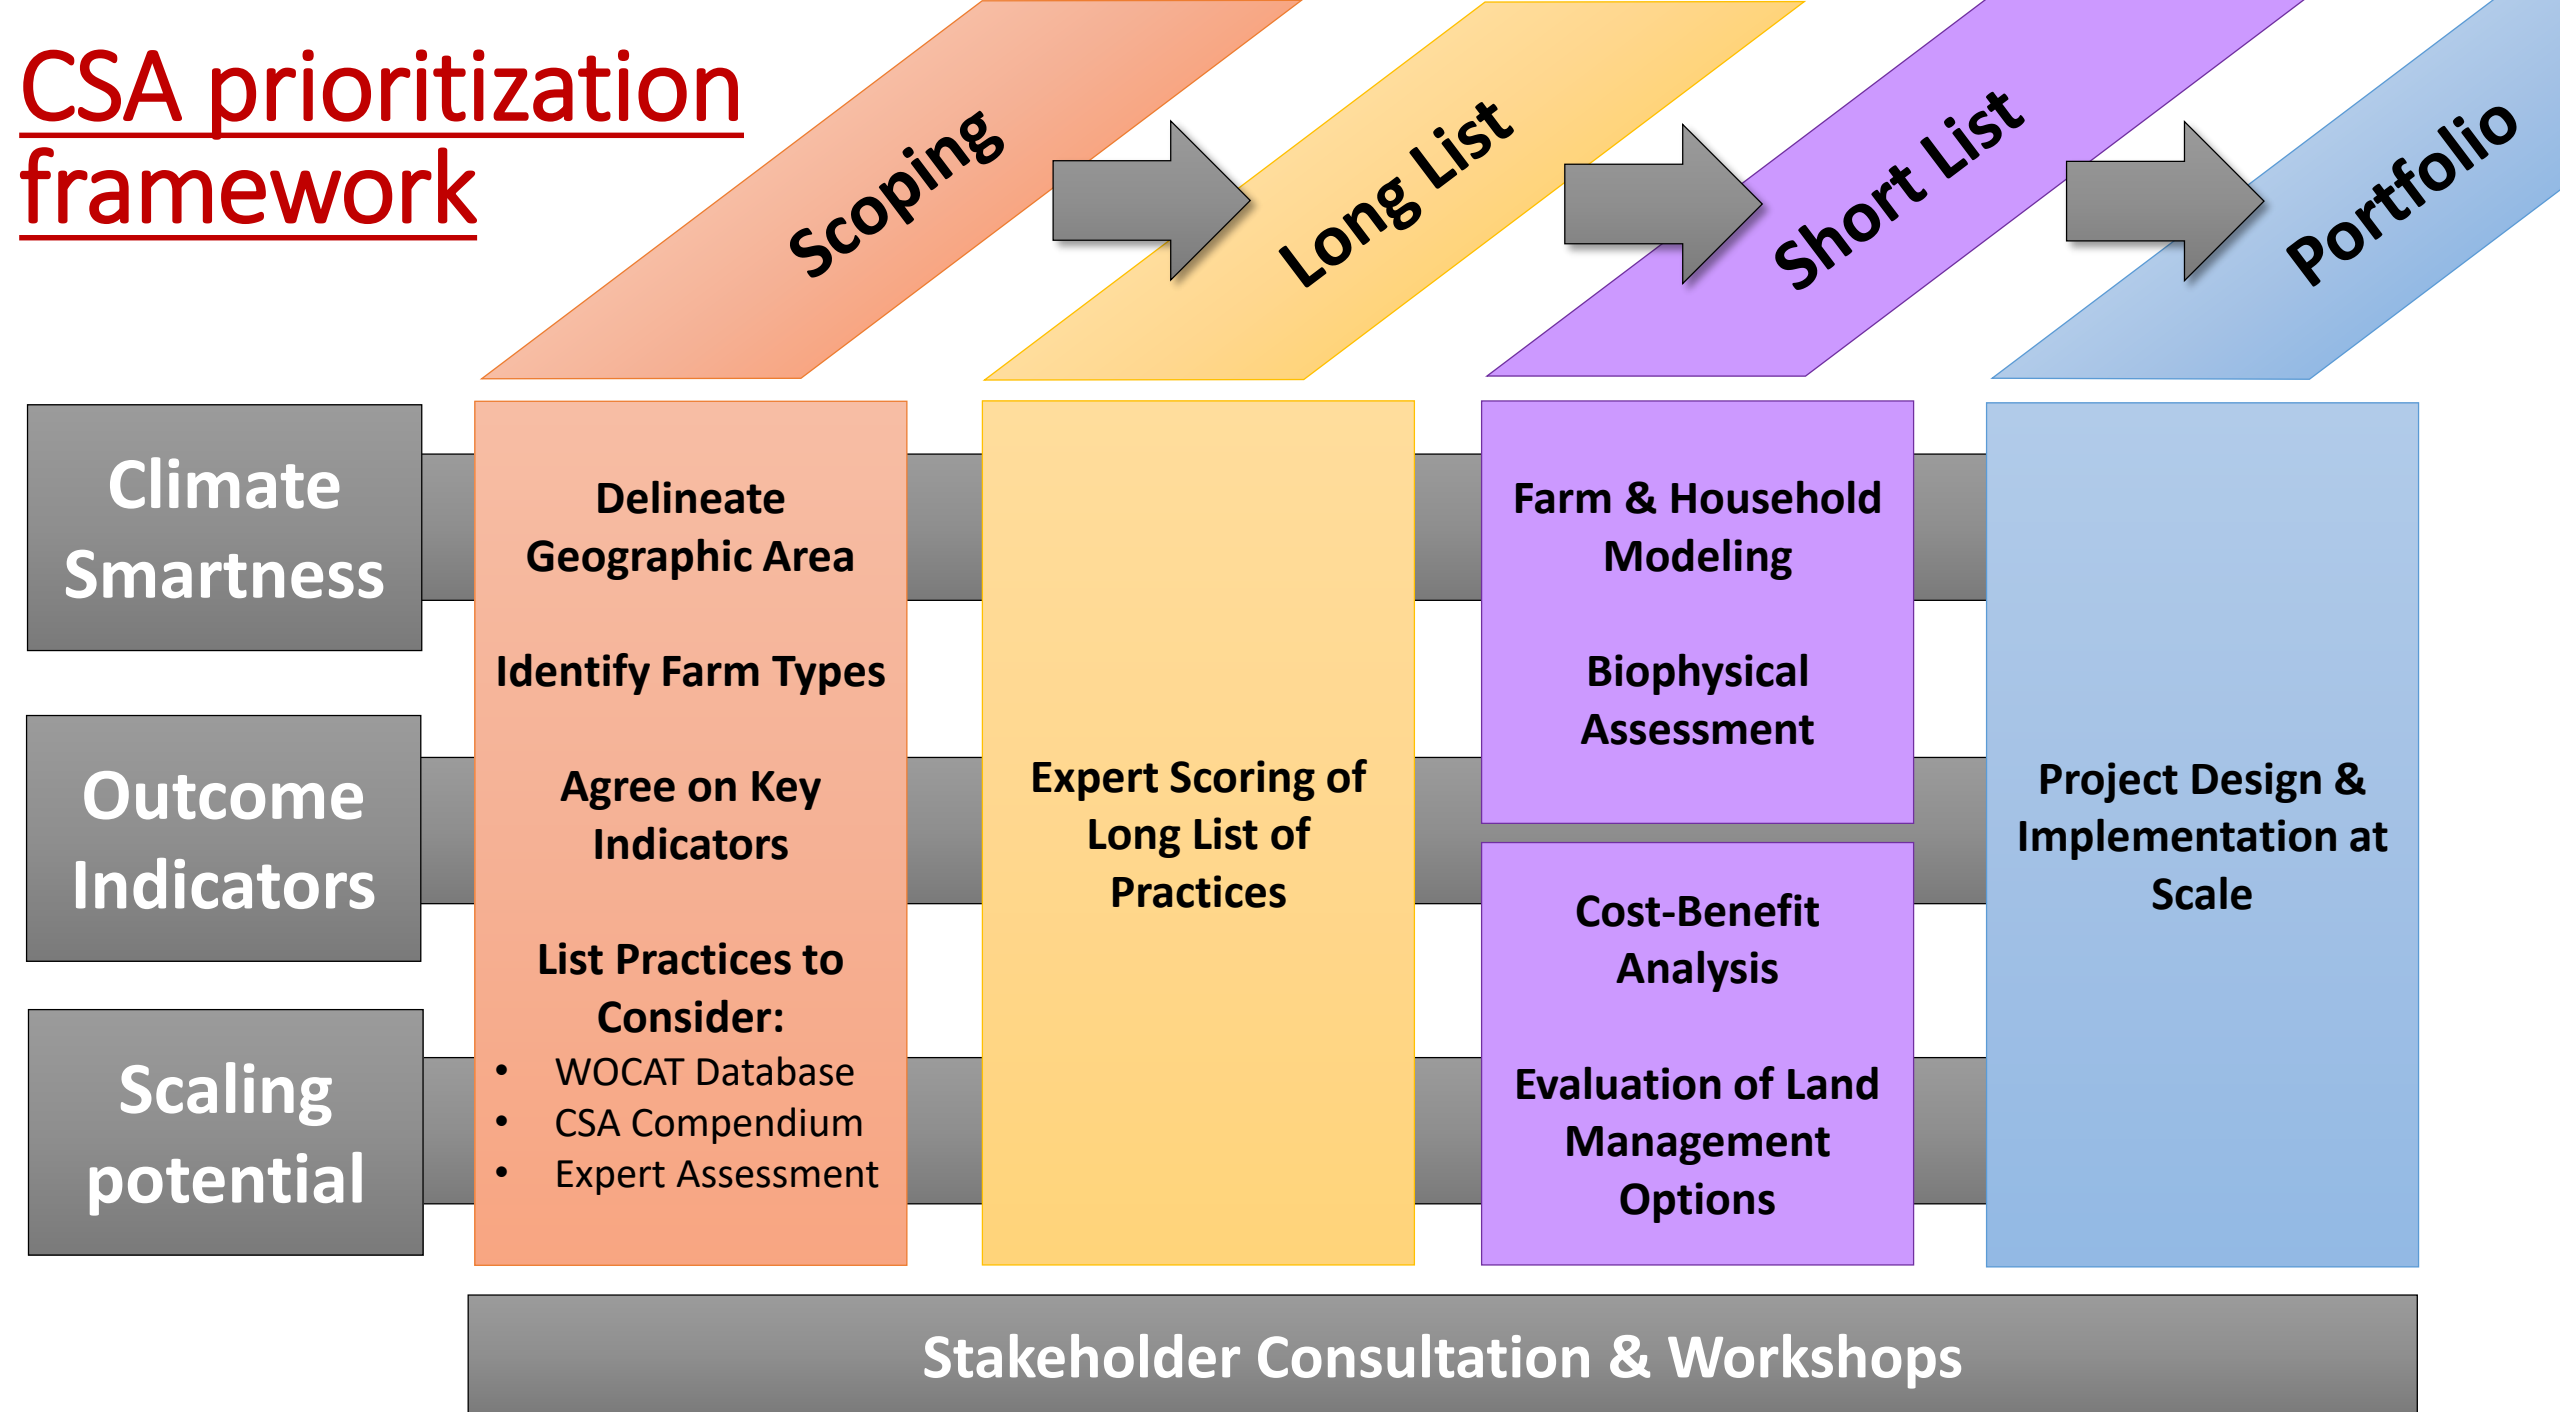 CSA prioritization
framework
Scoping
Long List
Short List
Portfolio
Climate
Smartness
Outcome
Indicators
Scaling
potential
Delineate
Geographic Area
Identify Farm Types
Agree on Key
Indicators
List Practices to
Consider:
• WOCAT Database
• CSA Compendium
• Expert Assessment
Expert Scoring of
Long List of
Practices
Farm & Household
Modeling
Biophysical
Assessment
Cost-Benefit
Analysis
Evaluation of Land
Management
Options
Project Design &
Implementation at
Scale
Stakeholder Consultation & Workshops